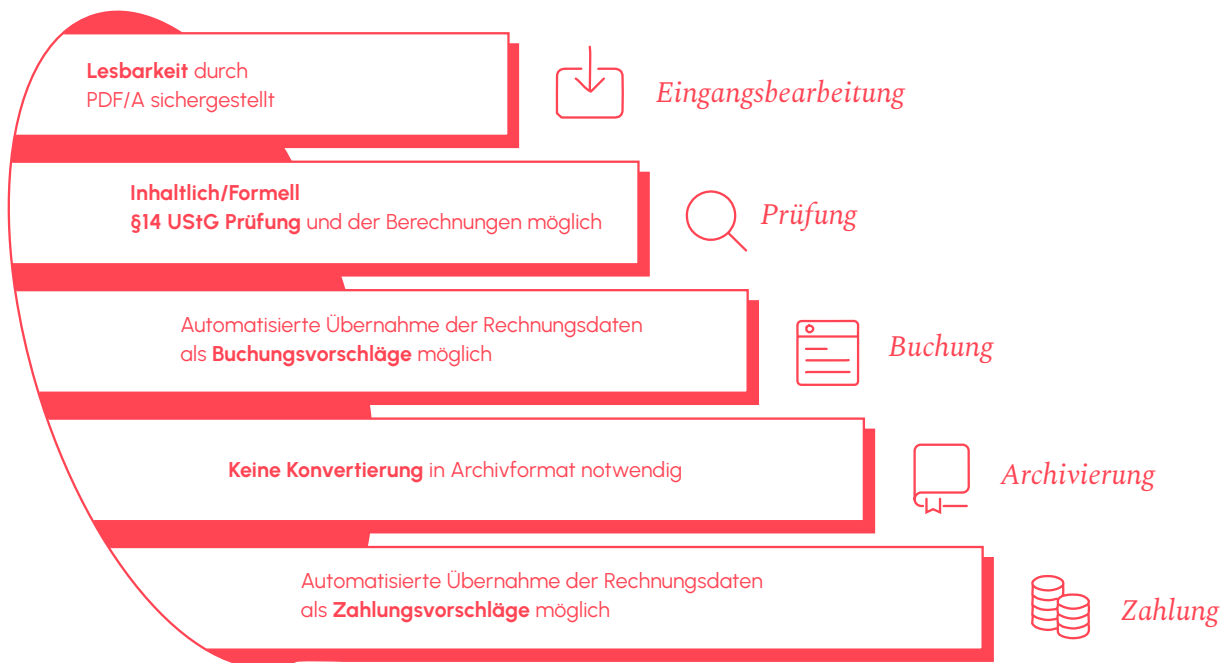 Lesbarkeit durch
PDF/A sichergestellt
Eingangsbearbeitung
Inhaltlich/Formell
§14 UStG Prüfung und der Berechnungen möglich
Prüfung
Automatisierte Übernahme der Rechnungsdaten
als Buchungsvorschläge möglich
Buchung
Keine Konvertierung in Archivformat notwendig
Archivierung
Automatisierte Übernahme der Rechnungsdaten
als Zahlungsvorschläge möglich
Zahlung